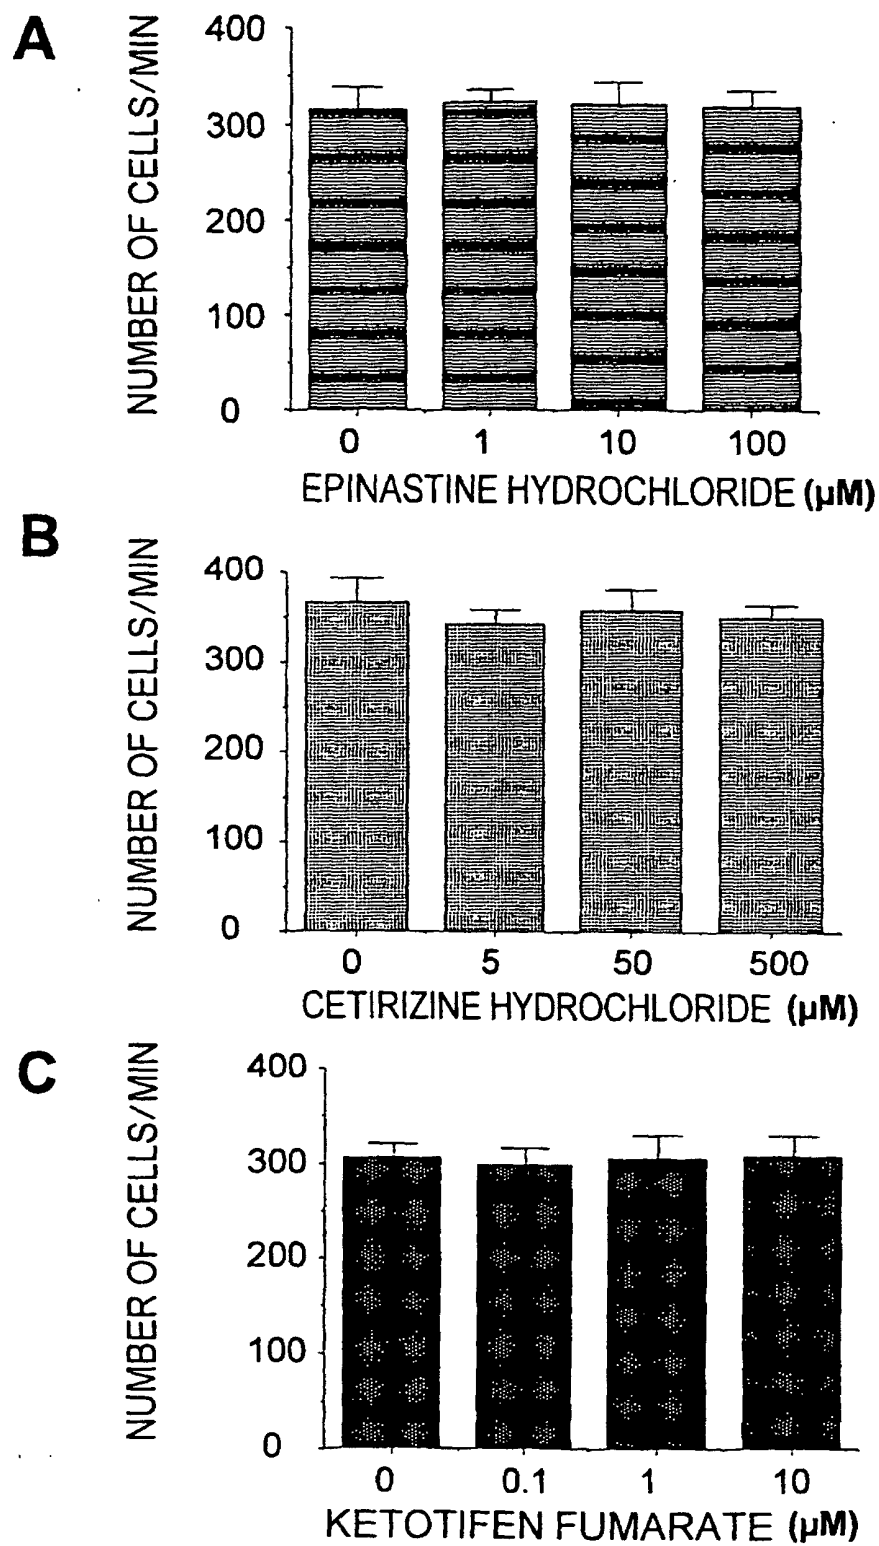 A
NUMBER OF CELLS/MIN
400
300
200
100
0
0 1 10 100
EPINASTINE HYDROCHLORIDE (µM)
B
NUMBER OF CELLS/MIN
400
300
200
100
0
0 5 50 500
CETIRIZINE HYDROCHLORIDE (µM)
C
NUMBER OF CELLS/MIN
400
300
200
100
0
0 0.1 1 10
KETOTIFEN FUMARATE (µM)